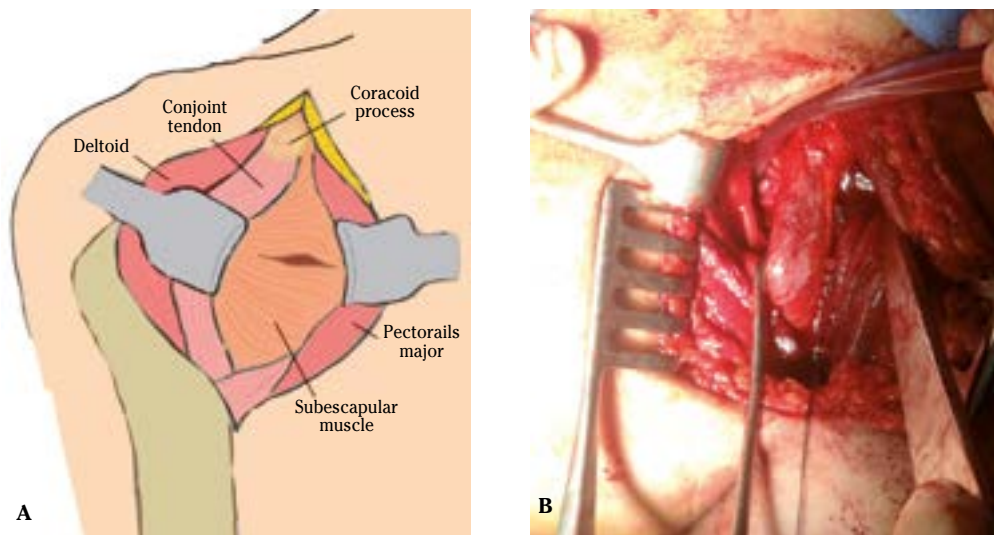 Coracoid
process
Conjoint
tendon
Deltoid
Pectorails
major
Subescapular
muscle
A
B